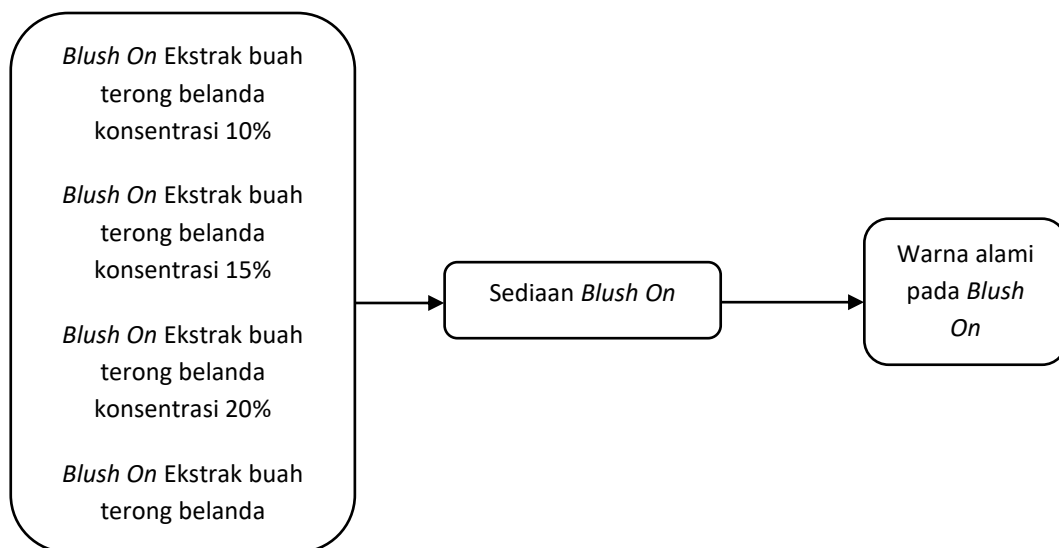 Blush On Ekstrak buah
terong belanda
konsentrasi 10%
Blush On Ekstrak buah
terong belanda
konsentrasi 15%
Blush On Ekstrak buah
terong belanda
konsentrasi 20%
Blush On Ekstrak buah
terong belanda
Sediaan Blush On
Warna alami
pada Blush
On